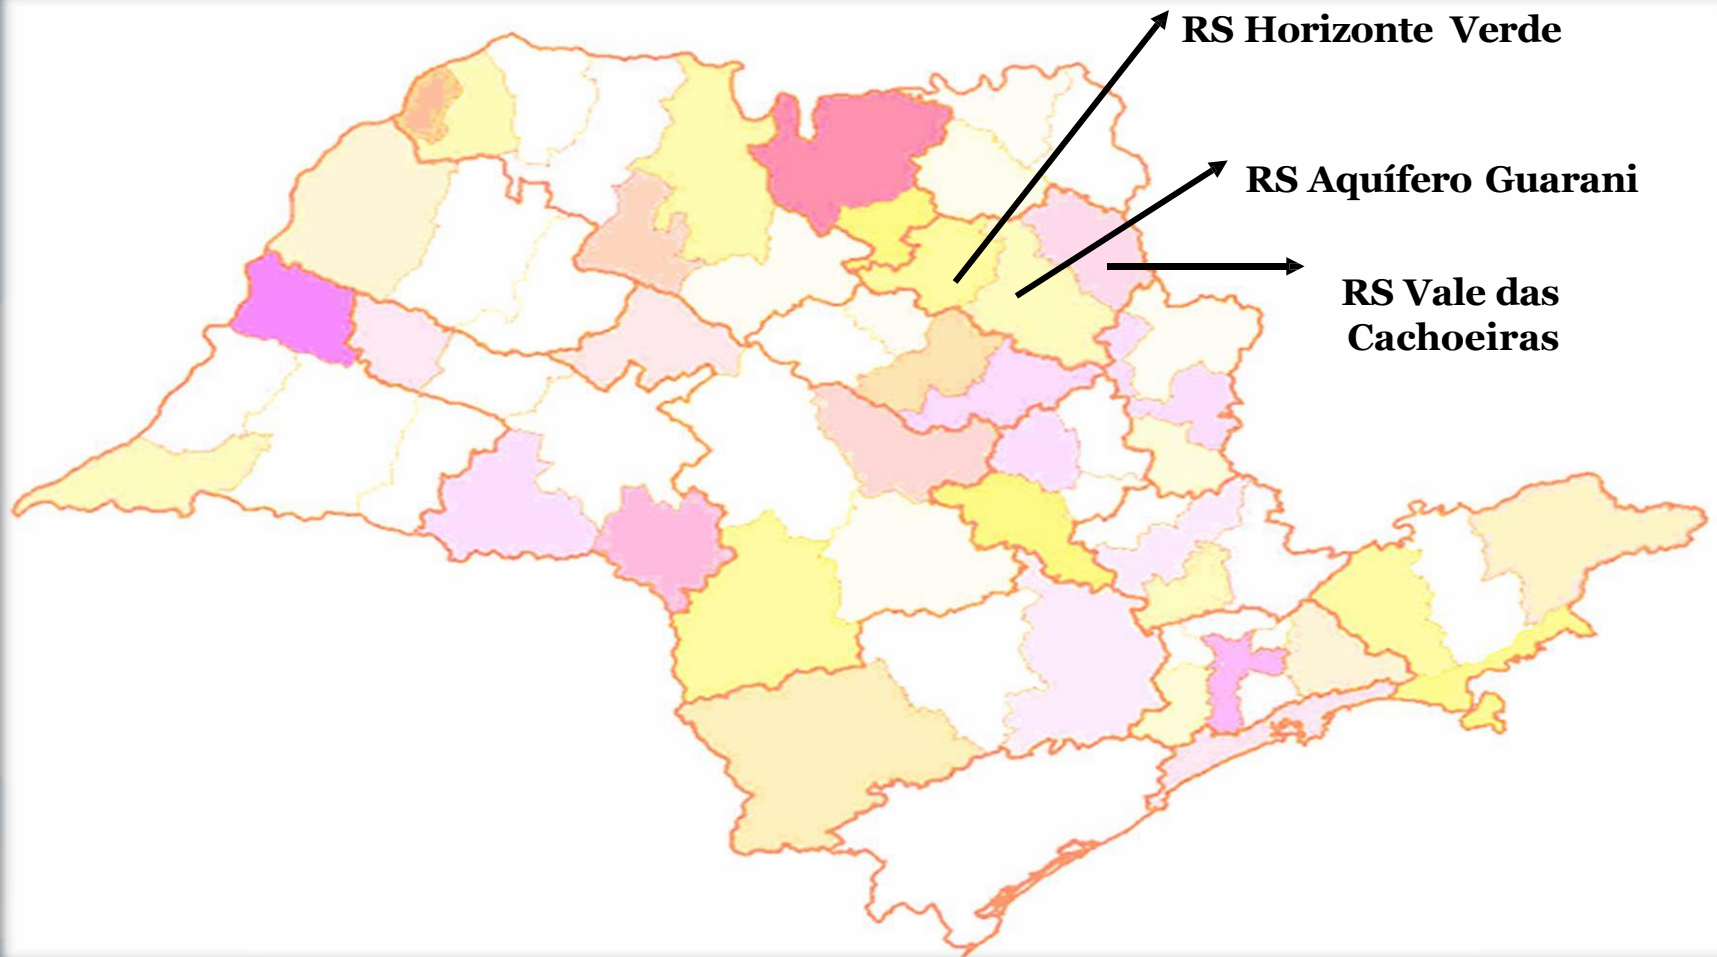 RS Horizonte Verde
RS Aquífero Guarani
RS Vale das
Cachoeiras